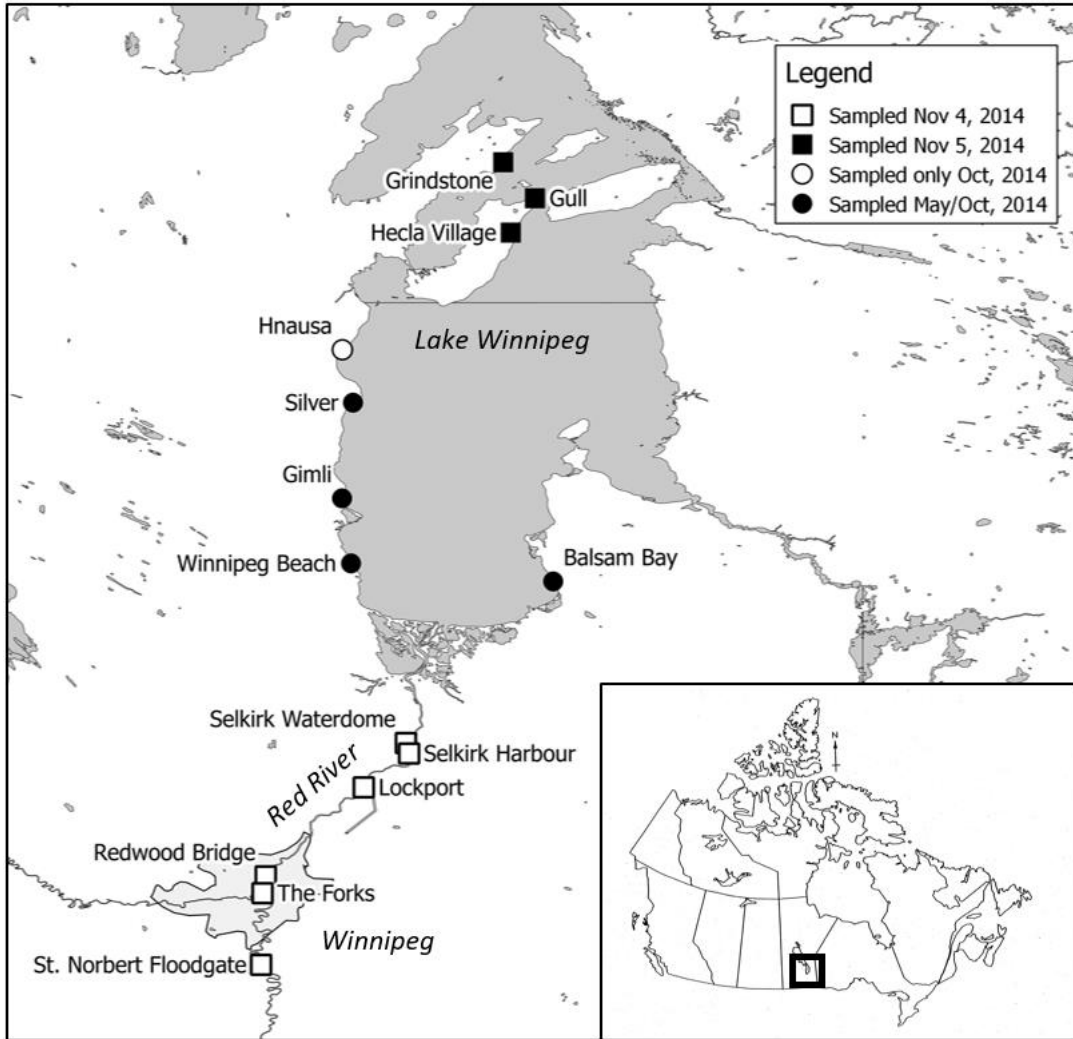 Legend
Sampled Nov 4, 2014
Sampled Nov 5, 2014
Sampled only Oct, 2014
Sampled May/Oct, 2014
Grindstone
Gull
Hecla Village
Hnausa
Lake Winnipeg
Silver
Gimli
Winnipeg Beach
Balsam Bay
Selkirk Waterdome
Selkirk Harbour
Red River
Lockport
Redwood Bridge
The Forks
Winnipeg
St. Norbert Floodgate
N